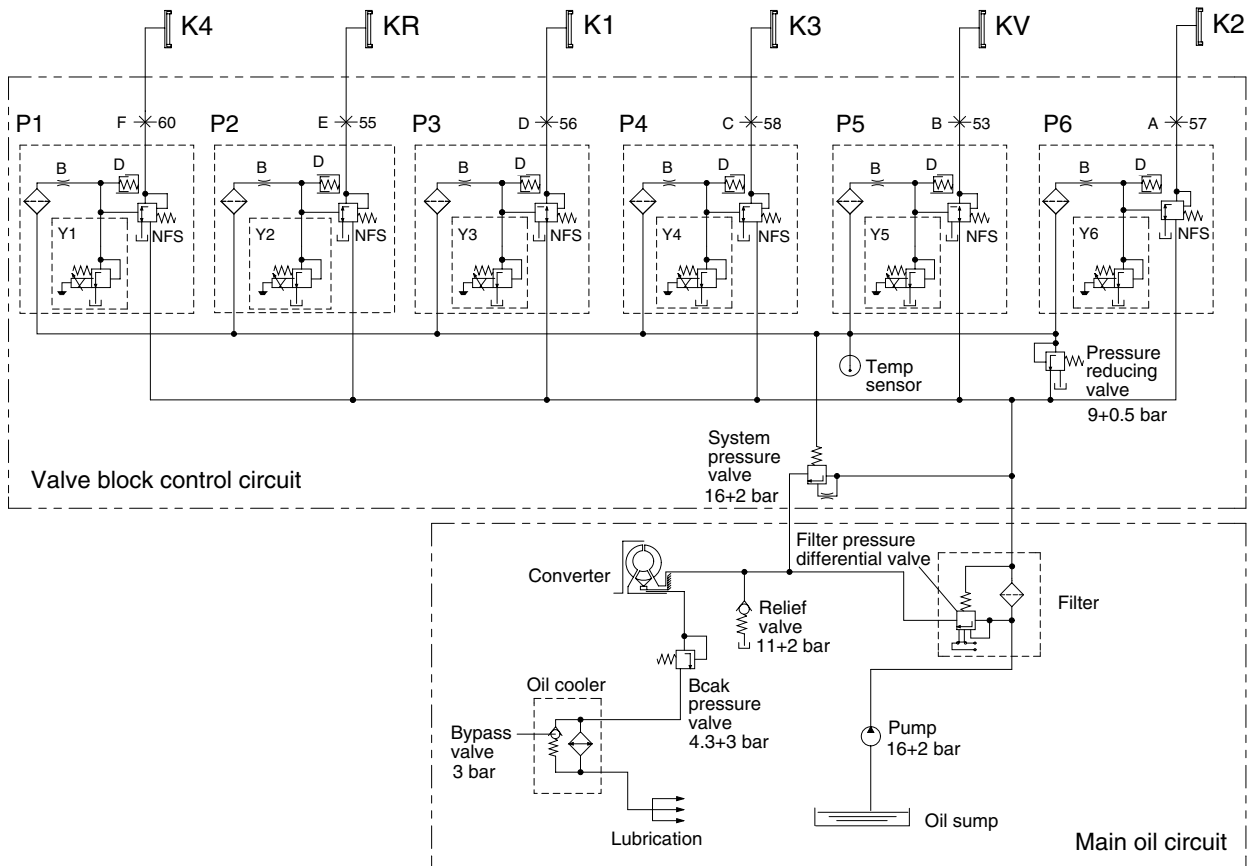 K4
KR
K1
K3
KV
K2
P1
F
60
P2
E
55
P3
D
56
P4
C
58
P5
B
53
P6
A
57
B
D
B
D
B
D
B
D
B
D
B
D
Y1
NFS
Y2
NFS
Y3
NFS
Y4
NFS
Y5
NFS
Y6
NFS
Temp
sensor
Pressure
reducing
valve
9+0.5 bar
System
pressure
valve
16+2 bar
Valve block control circuit
Filter pressure
differential valve
Converter
Relief
valve
11+2 bar
Filter
Oil cooler
Bcak
pressure
valve
4.3+3 bar
Bypass
valve
3 bar
Pump
16+2 bar
Lubrication
Oil sump
Main oil circuit